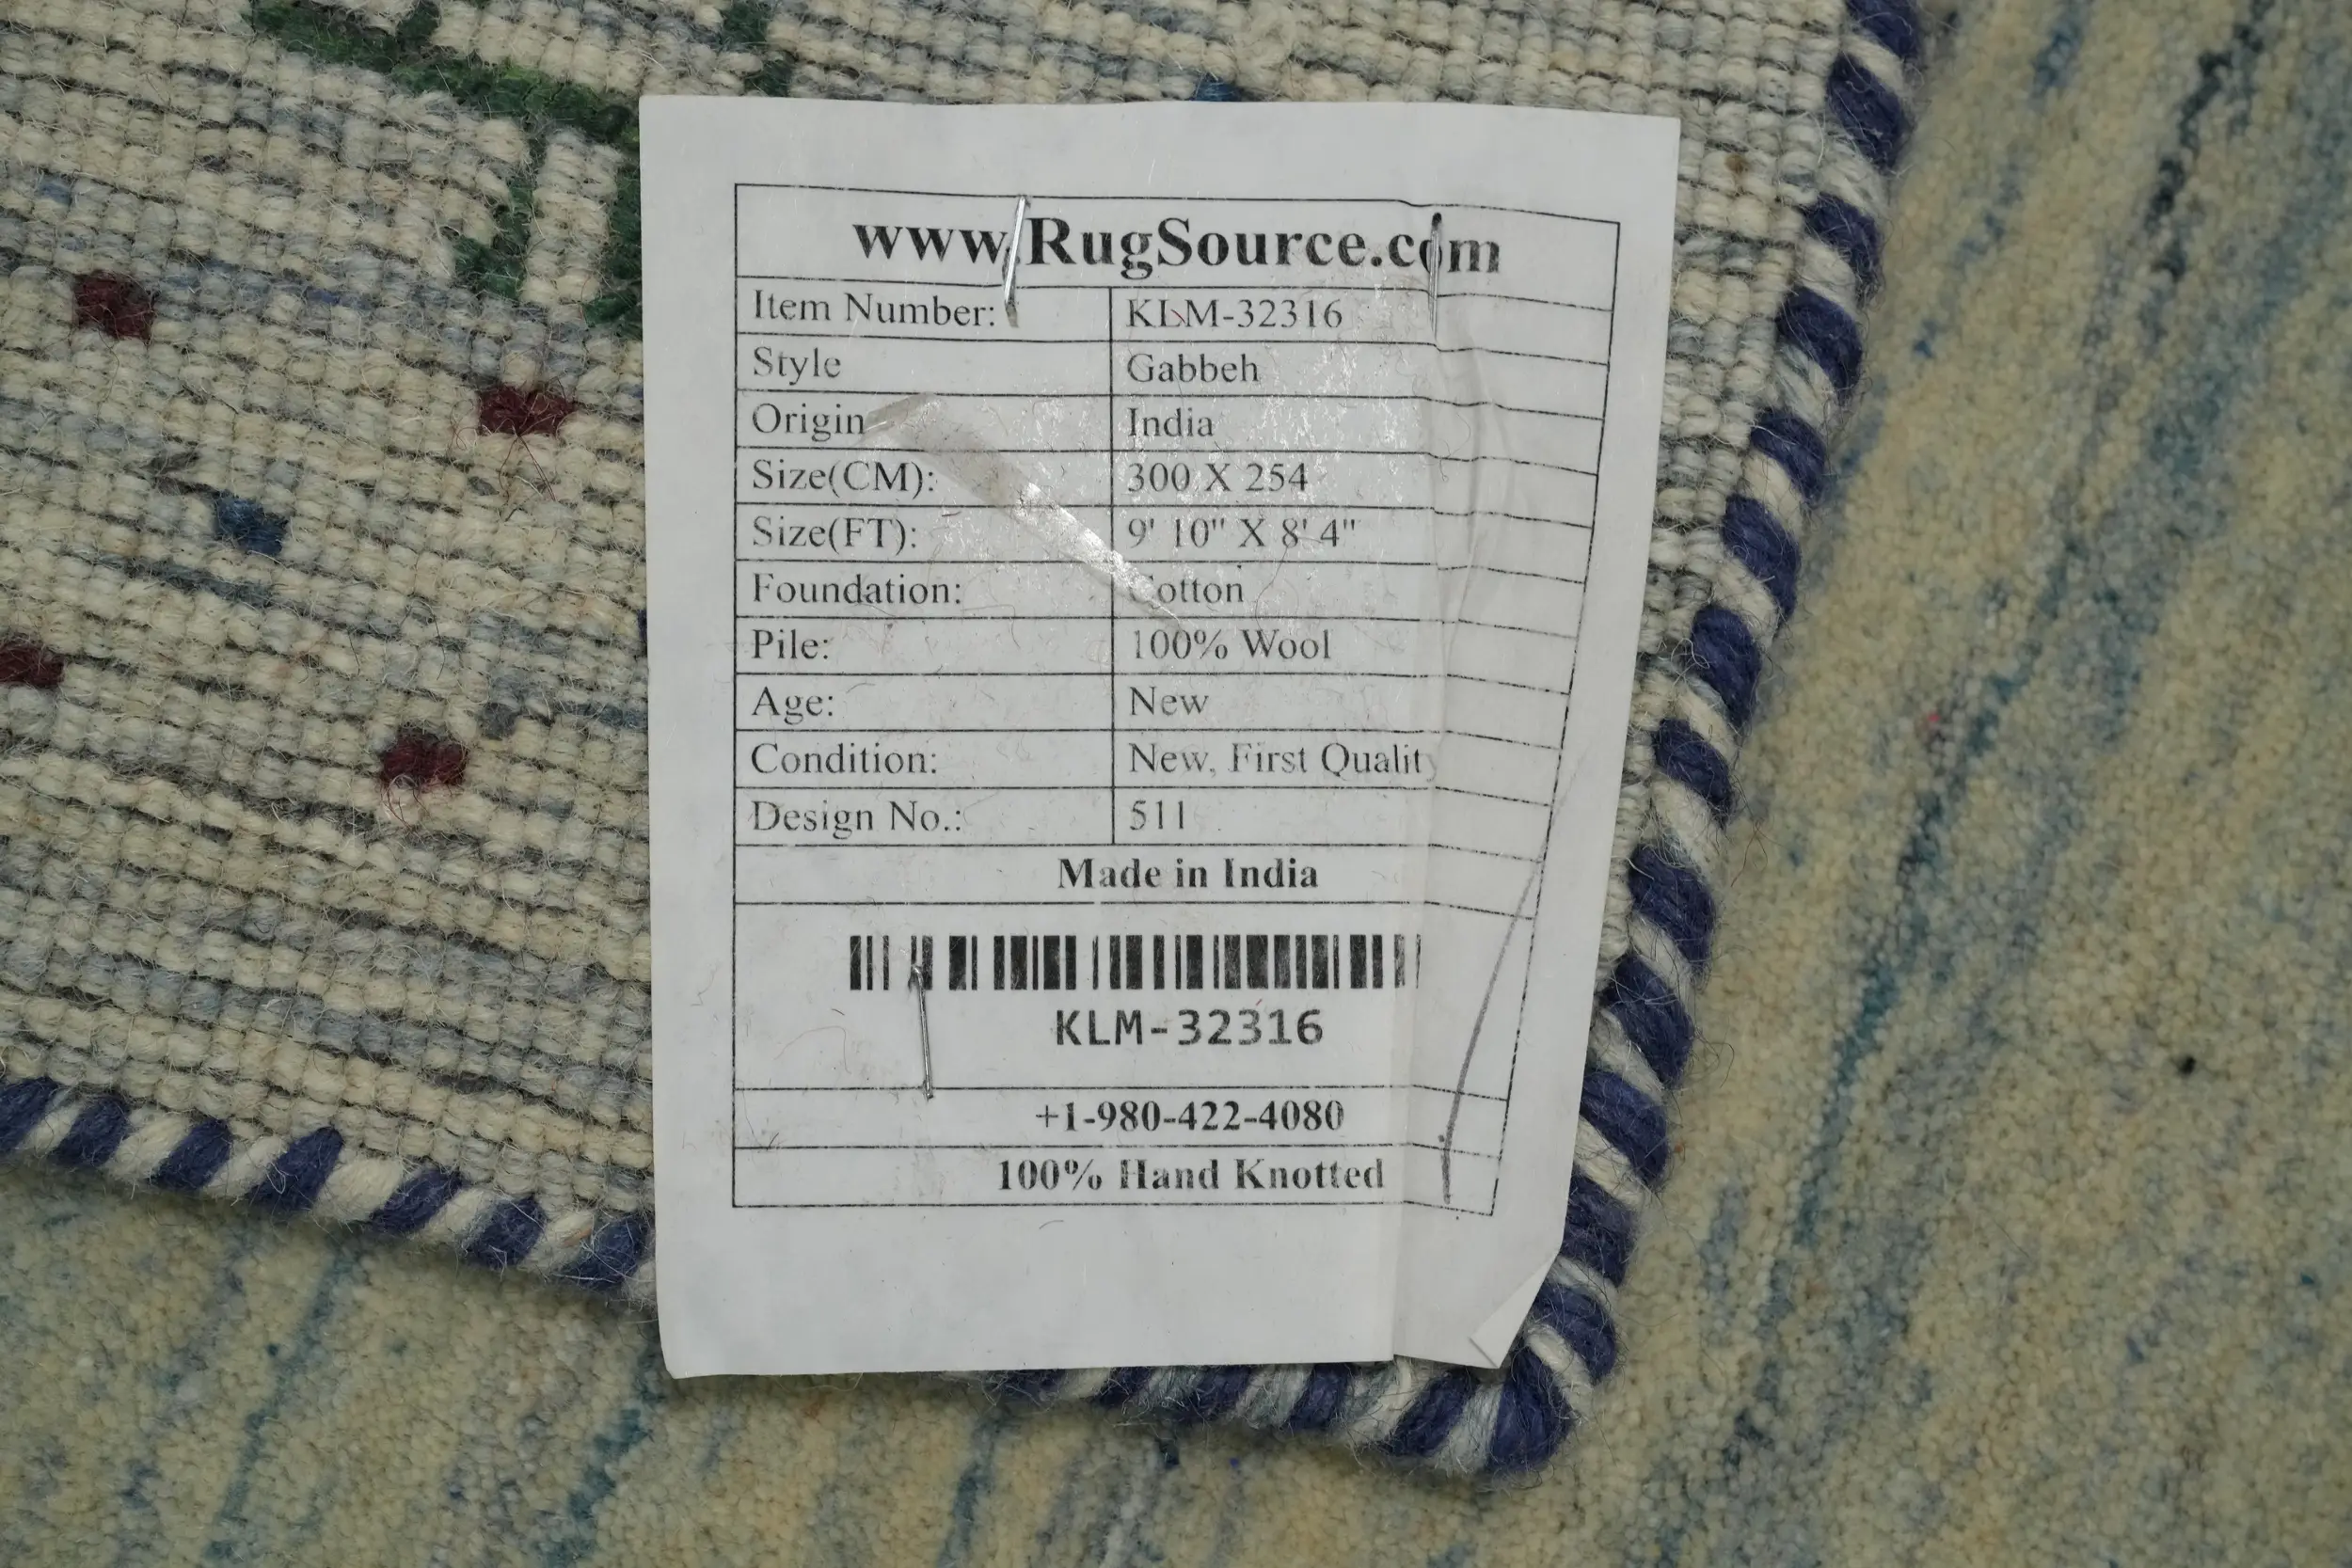 www.RugSource.com
Item Number: KLM-32316
Style Gabbeh
Origin India
Size(CM): 300 X 254
Size(FT): 9' 10" X 8' 4"
Foundation: Cotton
Pile: 100% Wool
Age: New
Condition: New, First Quality
Design No.: 511
Made in India
KLM-32316
+1-980-422-4080
100% Hand Knotted